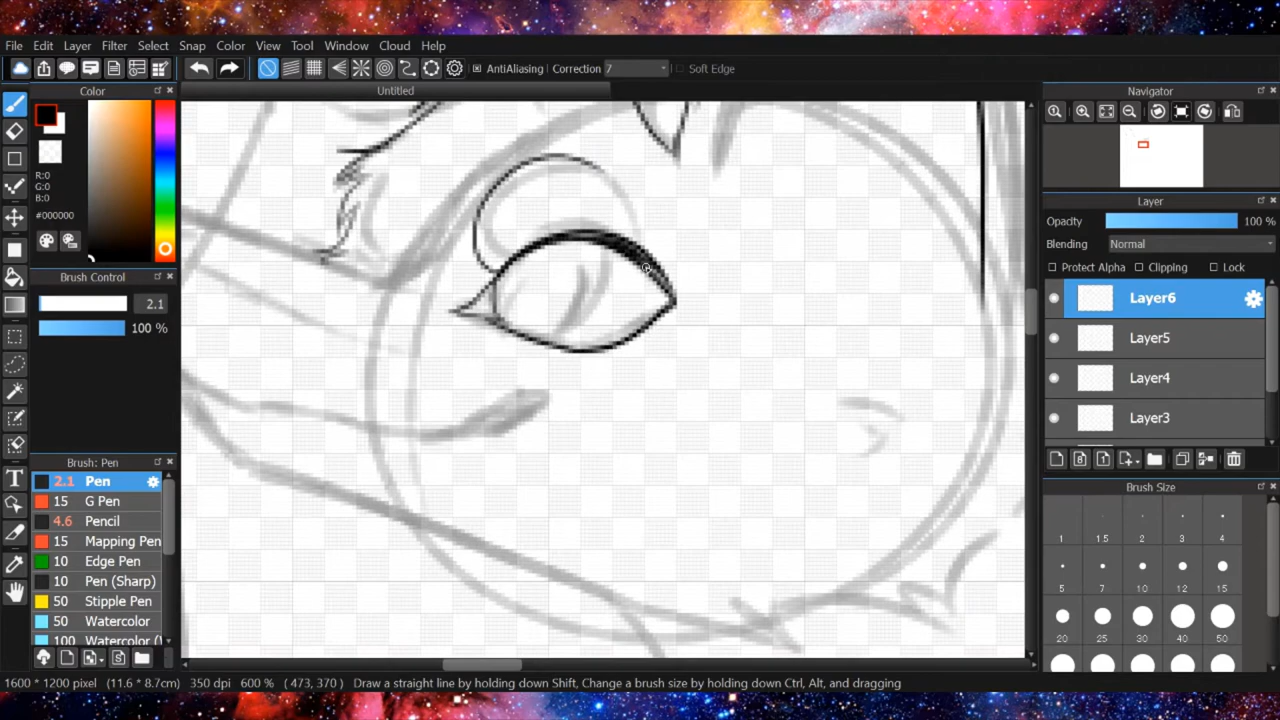 File Edit Layer Filter Select Snap Color View Tool Window Cloud Help
AntiAliasing Correction 7 Soft Edge
Color
Untitled
Navigator
R:0
G:0
B:0
#000000
Layer
Opacity 100 %
Blending Normal
Protect Alpha Clipping Lock
Brush Control
2.1
100 %
Layer6
Layer5
Layer4
Layer3
Brush: Pen
2.1 Pen
15 G Pen
4.6 Pencil
15 Mapping Pen
10 Edge Pen
10 Pen (Sharp)
50 Stipple Pen
50 Watercolor
100 Watercolor (
Brush Size
1 1.5 2 3 4
5 7 10 12 15
20 25 30 40 50
1600 * 1200 pixel (11.6 * 8.7cm) 350 dpi 600 % ( 473, 370 ) Draw a straight line by holding down Shift, Change a brush size by holding down Ctrl, Alt, and dragging